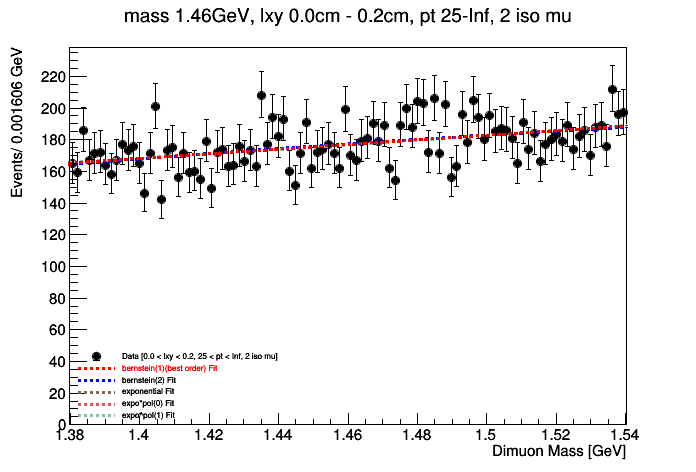 mass 1.46GeV, lxy 0.0cm - 0.2cm, pt 25-Inf, 2 iso mu
Events/ 0.001606 GeV
220
200
180
160
140
120
100
80
60
40
20
0
Data [0.0 < lxy < 0.2, 25 < pt < Inf, 2 iso mu]
bernstein(1)(best order) Fit
bernstein(2) Fit
exponential Fit
expo*pol(0) Fit
expo*pol(1) Fit
1.38 1.4 1.42 1.44 1.46 1.48 1.5 1.52 1.54
Dimuon Mass [GeV]